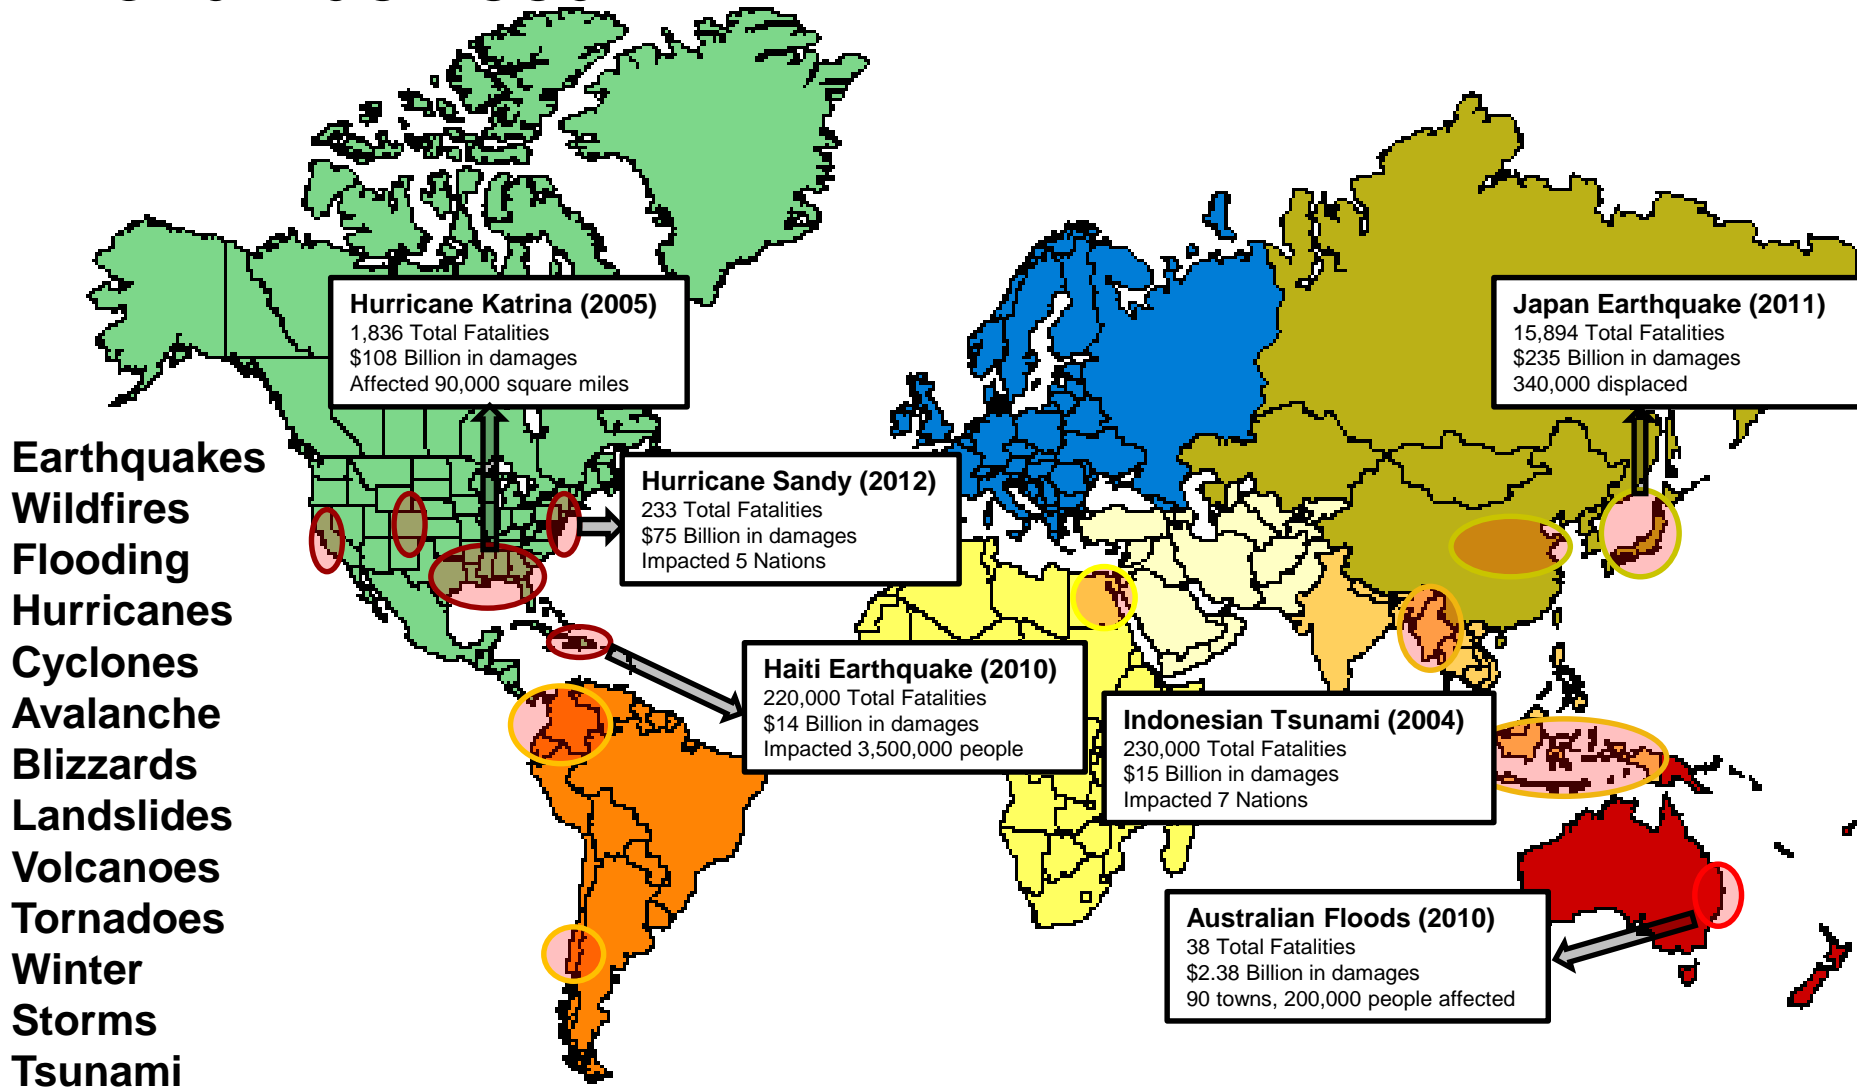 Hurricane Katrina (2005)
1,836 Total Fatalities
$108 Billion in damages
Affected 90,000 square miles
Japan Earthquake (2011)
15,894 Total Fatalities
$235 Billion in damages
340,000 displaced
Earthquakes
Wildfires
Flooding
Hurricanes
Cyclones
Avalanche
Blizzards
Landslides
Volcanoes
Tornadoes
Winter
Storms
Tsunami
Hurricane Sandy (2012)
233 Total Fatalities
$75 Billion in damages
Impacted 5 Nations
Haiti Earthquake (2010)
220,000 Total Fatalities
$14 Billion in damages
Impacted 3,500,000 people
Indonesian Tsunami (2004)
230,000 Total Fatalities
$15 Billion in damages
Impacted 7 Nations
Australian Floods (2010)
38 Total Fatalities
$2.38 Billion in damages
90 towns, 200,000 people affected